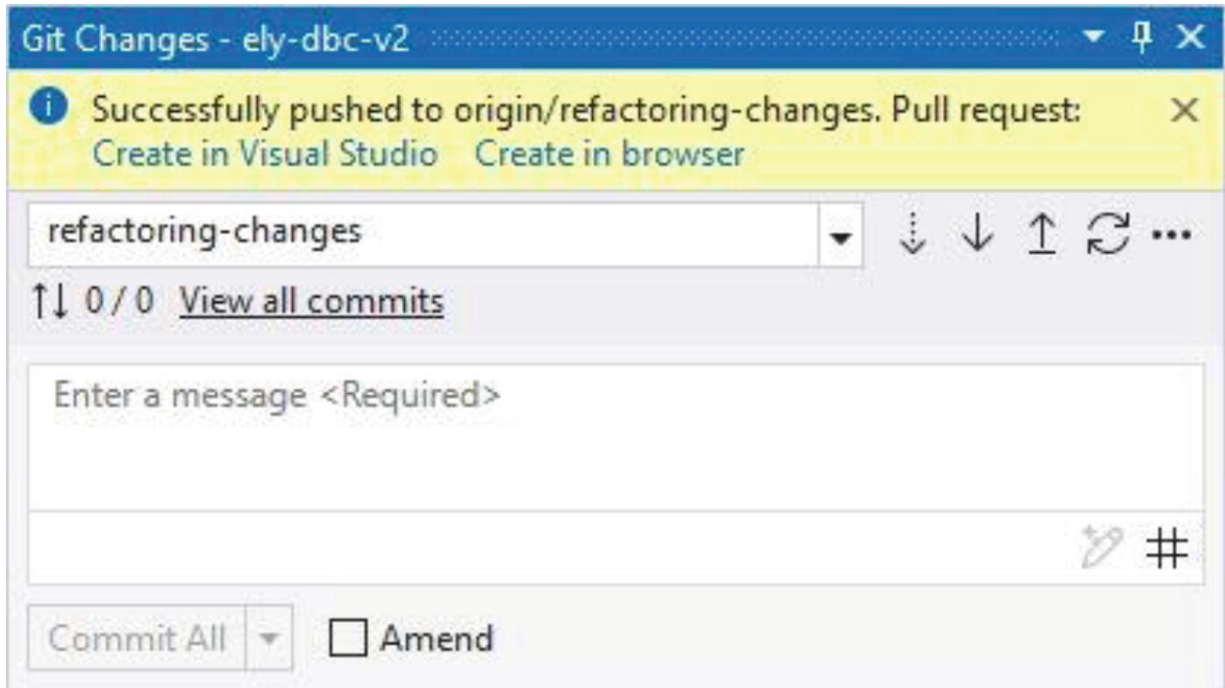 Git Changes - ely-dbc-v2
Successfully pushed to origin/refactoring-changes. Pull request:
Create in Visual Studio Create in browser
refactoring-changes
0 / 0 View all commits
Enter a message <Required>
Commit All Amend